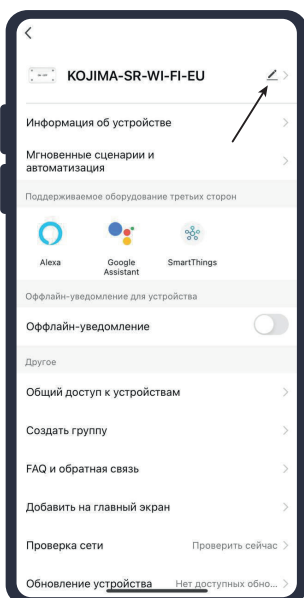 KOJIMA-SR-WI-FI-EU
Информация об устройстве
Мгновенные сценарии и
автоматизация
Поддерживаемое оборудование третьих сторон
Alexa
Google
Assistant
SmartThings
Оффлайн-уведомление для устройства
Оффлайн-уведомление
Другое
Общий доступ к устройствам
Создать группу
FAQ и обратная связь
Добавить на главный экран
Проверка сети Проверить сейчас
Обновление устройства Нет доступных обно...